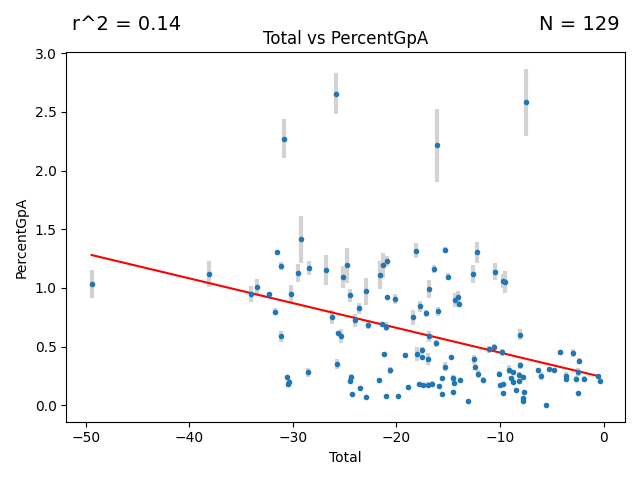 r^2 = 0.14
N = 129
Total vs PercentGpA
3.0
2.5
2.0
1.5
1.0
0.5
0.0
PercentGpA
−50 −40 −30 −20 −10 0
Total